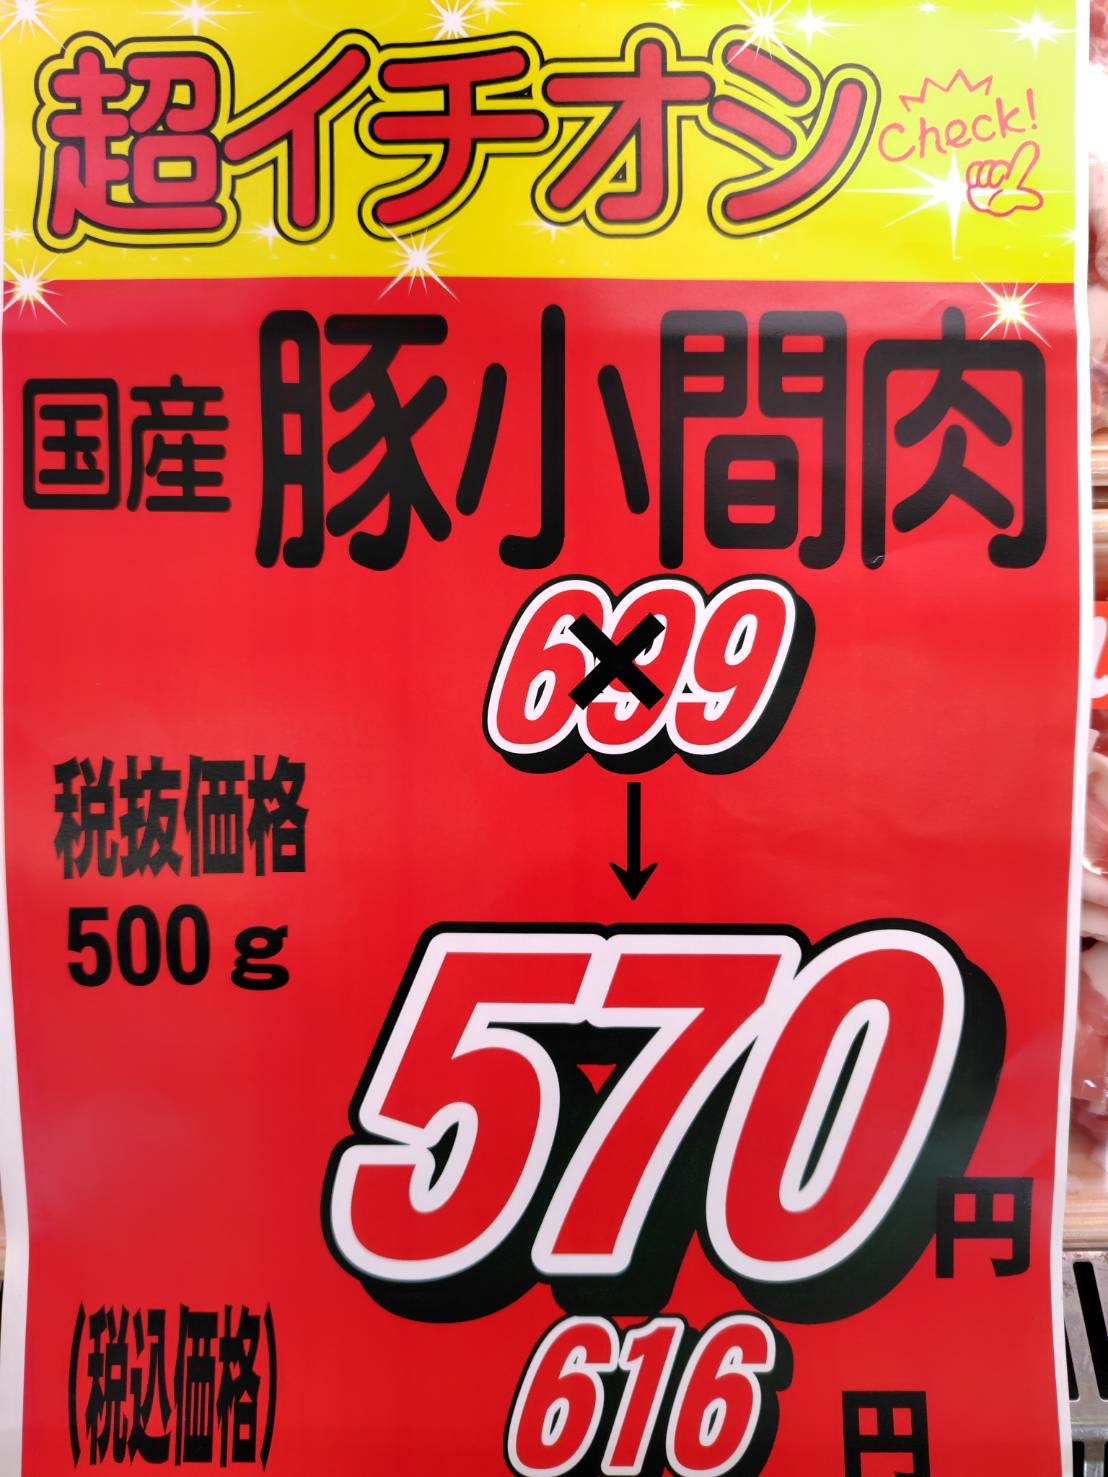 超イチオシ Check!
国産 豚小間肉
699
↓
税抜価格
500g
570円
(税込価格)
616円